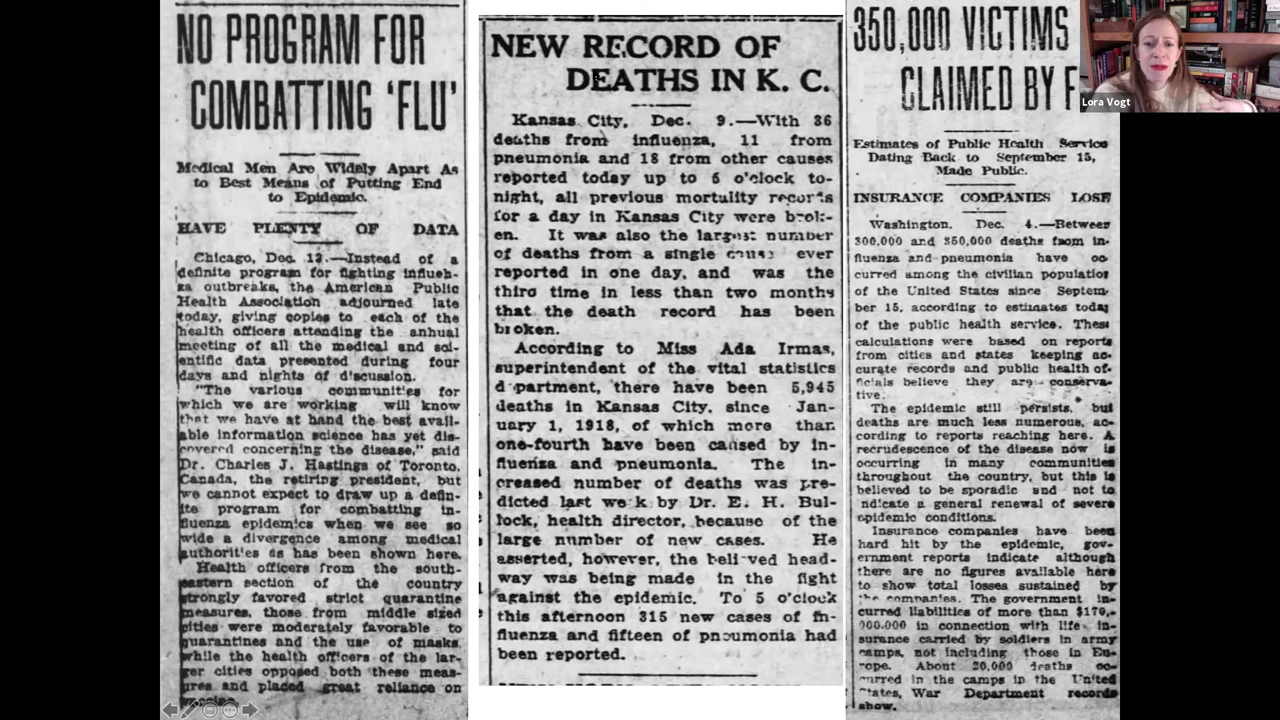 NO PROGRAM FOR
COMBATTING 'FLU'
Medical Men Are Widely Apart As
to Best Means of Putting End
to Epidemic.
HAVE PLENTY OF DATA
Chicago, Dec. 12.—Instead of a
definite program for fighting influen-
za outbreaks, the American Public
Health Association adjourned late
today, giving copies to each of the
health officers attending the annual
meeting of all the medical and sci-
entific data presented during four
days and nights of discussion.
"The various communities for
which we are working will know
that we have at hand the best avail-
able information science has yet dis-
covered concerning the disease," said
Dr. Charles J. Hastings of Toronto,
Canada, the retiring president, but
we cannot expect to draw up a defin-
ite program for combatting in-
fluenza epidemics when we see so
wide a divergence among medical
authorities as has been shown here.
Health officers from the south-
eastern section of the country
strongly favored strict quarantine
measures, those from middle sized
cities were moderately favorable to
quarantines and the use of masks,
while the health officers of the lar-
ger cities opposed both these meas-
ures and placed great reliance on
NEW RECORD OF
DEATHS IN K. C.
Kansas City, Dec. 9.—With 36
deaths from influenza, 11 from
pneumonia and 18 from other causes
reported today up to 6 o'clock to-
night, all previous mortality records
for a day in Kansas City were brok-
en. It was also the largest number
of deaths from a single cause ever
reported in one day, and was the
third time in less than two months
that the death record has been
broken.
According to Miss Ada Irmas,
superintendent of the vital statistics
department, there have been 5,945
deaths in Kansas City, since Jan-
uary 1, 1918, of which more than
one-fourth have been caused by in-
fluenza and pneumonia. The in-
creased number of deaths was pre-
dicted last week by Dr. E. H. Bul-
lock, health director, because of the
large number of new cases. He
asserted, however, the believed head-
way was being made in the fight
against the epidemic. To 5 o'clock
this afternoon 315 new cases of in-
fluenza and fifteen of pneumonia had
been reported.
350,000 VICTIMS
CLAIMED BY F
Estimates of Public Health Service
Dating Back to September 15,
Made Public.
INSURANCE COMPANIES LOSE
Washington, Dec. 4.—Between
300,000 and 350,000 deaths from in-
fluenza and pneumonia have oc-
curred among the civilian population
of the United States since Septem-
ber 15, according to estimates today
of the public health service. These
calculations were based on reports
from cities and states keeping ac-
curate records and public health of-
ficials believe they are conserva-
tive.
The epidemic still persists, but
deaths are much less numerous, ac-
cording to reports reaching here. A
recrudescence of the disease now is
occurring in many communities
throughout the country, but this is
believed to be sporadic and not to
indicate a general renewal of severe
epidemic conditions.
Insurance companies have been
hard hit by the epidemic, gov-
ernment reports indicate although
there are no figures available here
to show total losses sustained by
the companies. The government in-
curred liabilities of more than $170,-
000,000 in connection with life in-
surance carried by soldiers in army
camps, not including those in Eu-
rope. About 20,000 deaths oc-
curred in the camps in the United
States, War Department records
show.
Lora Vogt